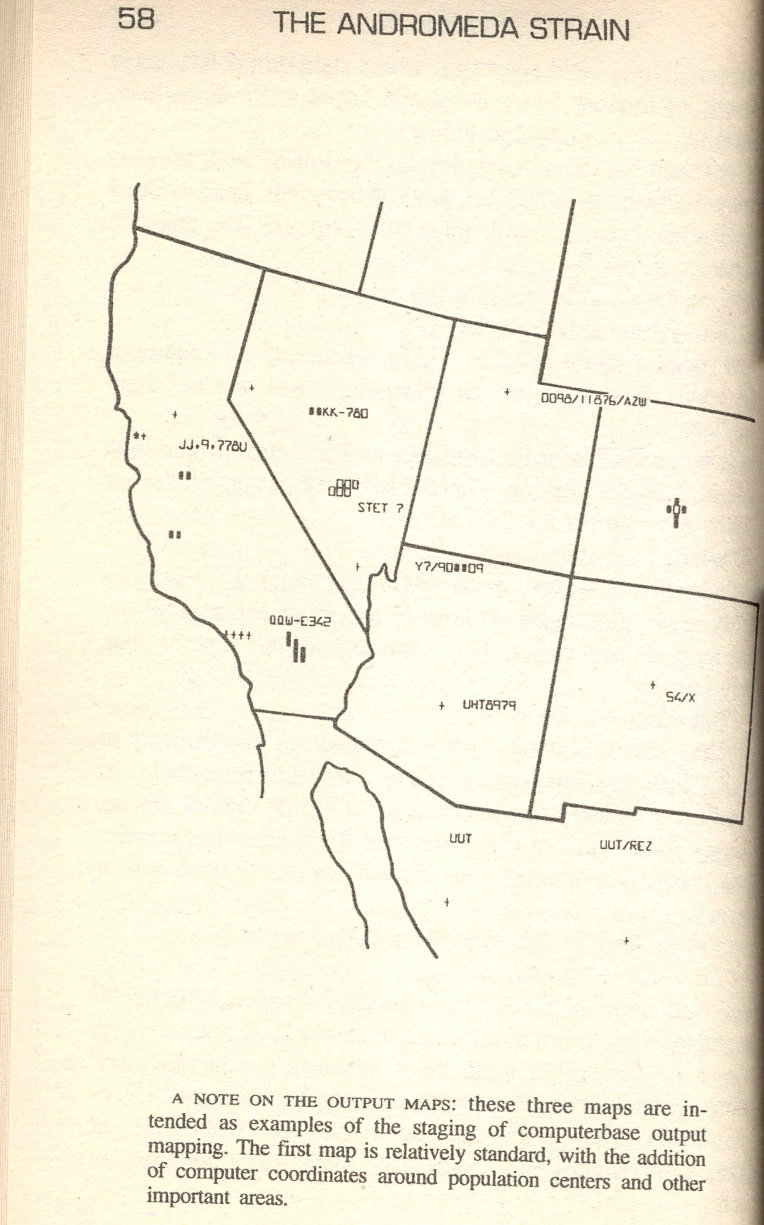 58
THE ANDROMEDA STRAIN
0098/11876/AZW
KK-780
JJ.9.778U
STET 7
Y7/90⦁⦁09
QQW-E342
S4/X
UHT8979
UUT
UUT/REZ
A NOTE ON THE OUTPUT MAPS: these three maps are in-
tended as examples of the staging of computerbase output
mapping. The first map is relatively standard, with the addition
of computer coordinates around population centers and other
important areas.